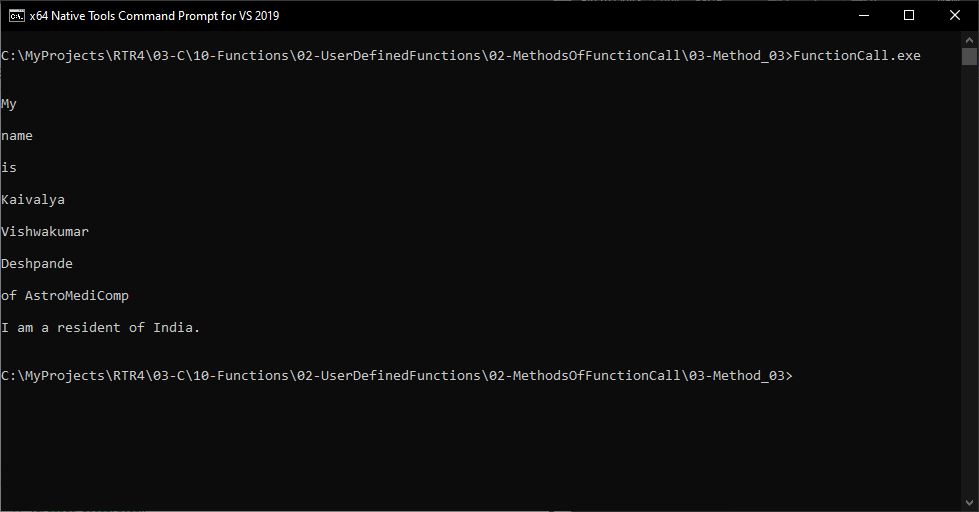 x64 Native Tools Command Prompt for VS 2019
C:\MyProjects\RTR4\03-C\10-Functions\02-UserDefinedFunctions\02-MethodsOfFunctionCall\03-Method_03>FunctionCall.exe
My
name
is
Kaivalya
Vishwakumar
Deshpande
of AstroMediComp
I am a resident of India.
C:\MyProjects\RTR4\03-C\10-Functions\02-UserDefinedFunctions\02-MethodsOfFunctionCall\03-Method_03>